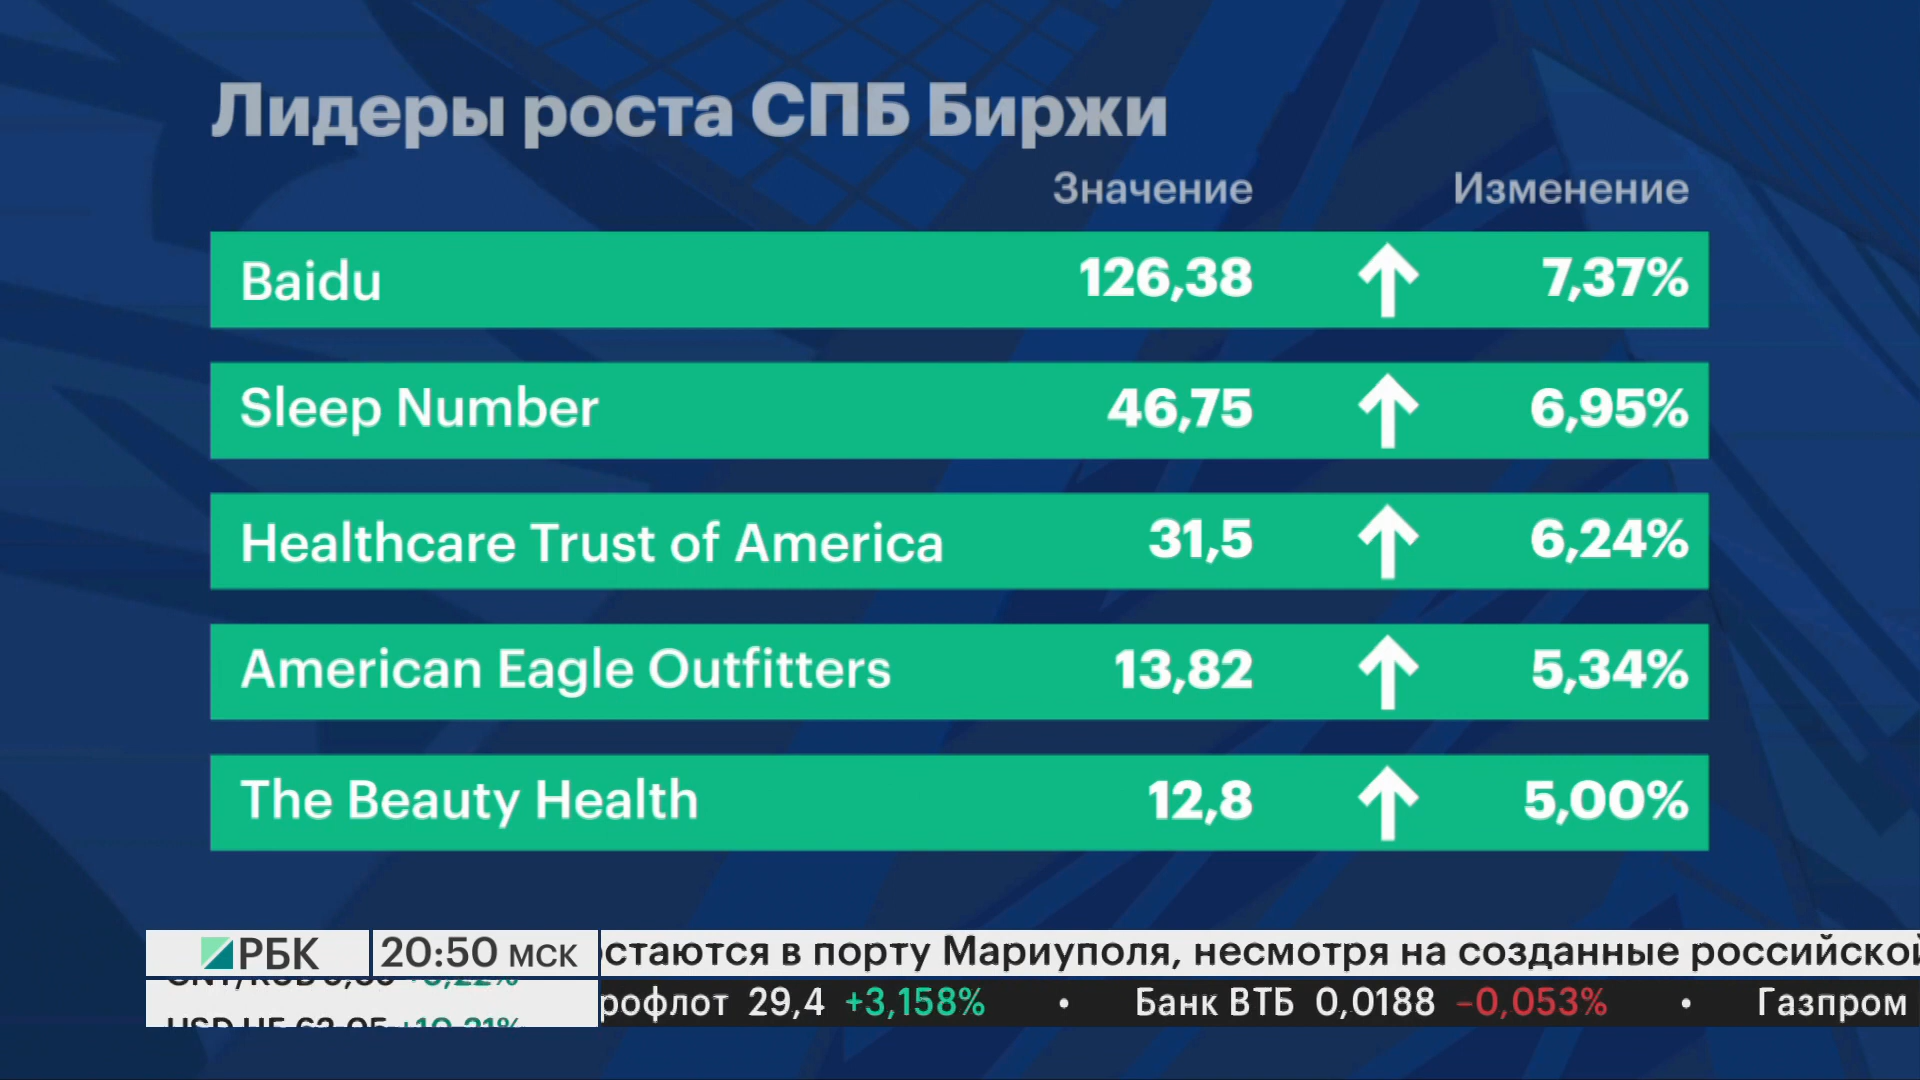 Лидеры роста СПБ Биржи
Значение Изменение
Baidu 126,38 7,37%
Sleep Number 46,75 6,95%
Healthcare Trust of America 31,5 6,24%
American Eagle Outfitters 13,82 5,34%
The Beauty Health 12,8 5,00%
РБК 20:50 МСК остаются в порту Мариуполя, несмотря на созданные российской
рофлот 29,4 +3,158% • Банк ВТБ 0,0188 -0,053% • Газпром